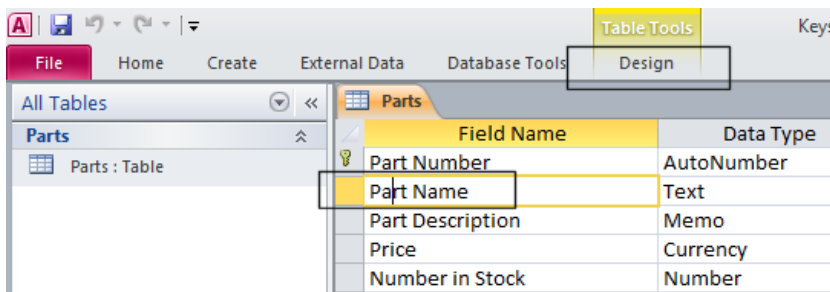 A Table Tools Keys
File Home Create External Data Database Tools Design
All Tables Parts
Parts Field Name Data Type
Parts : Table Part Number AutoNumber
Part Name Text
Part Description Memo
Price Currency
Number in Stock Number